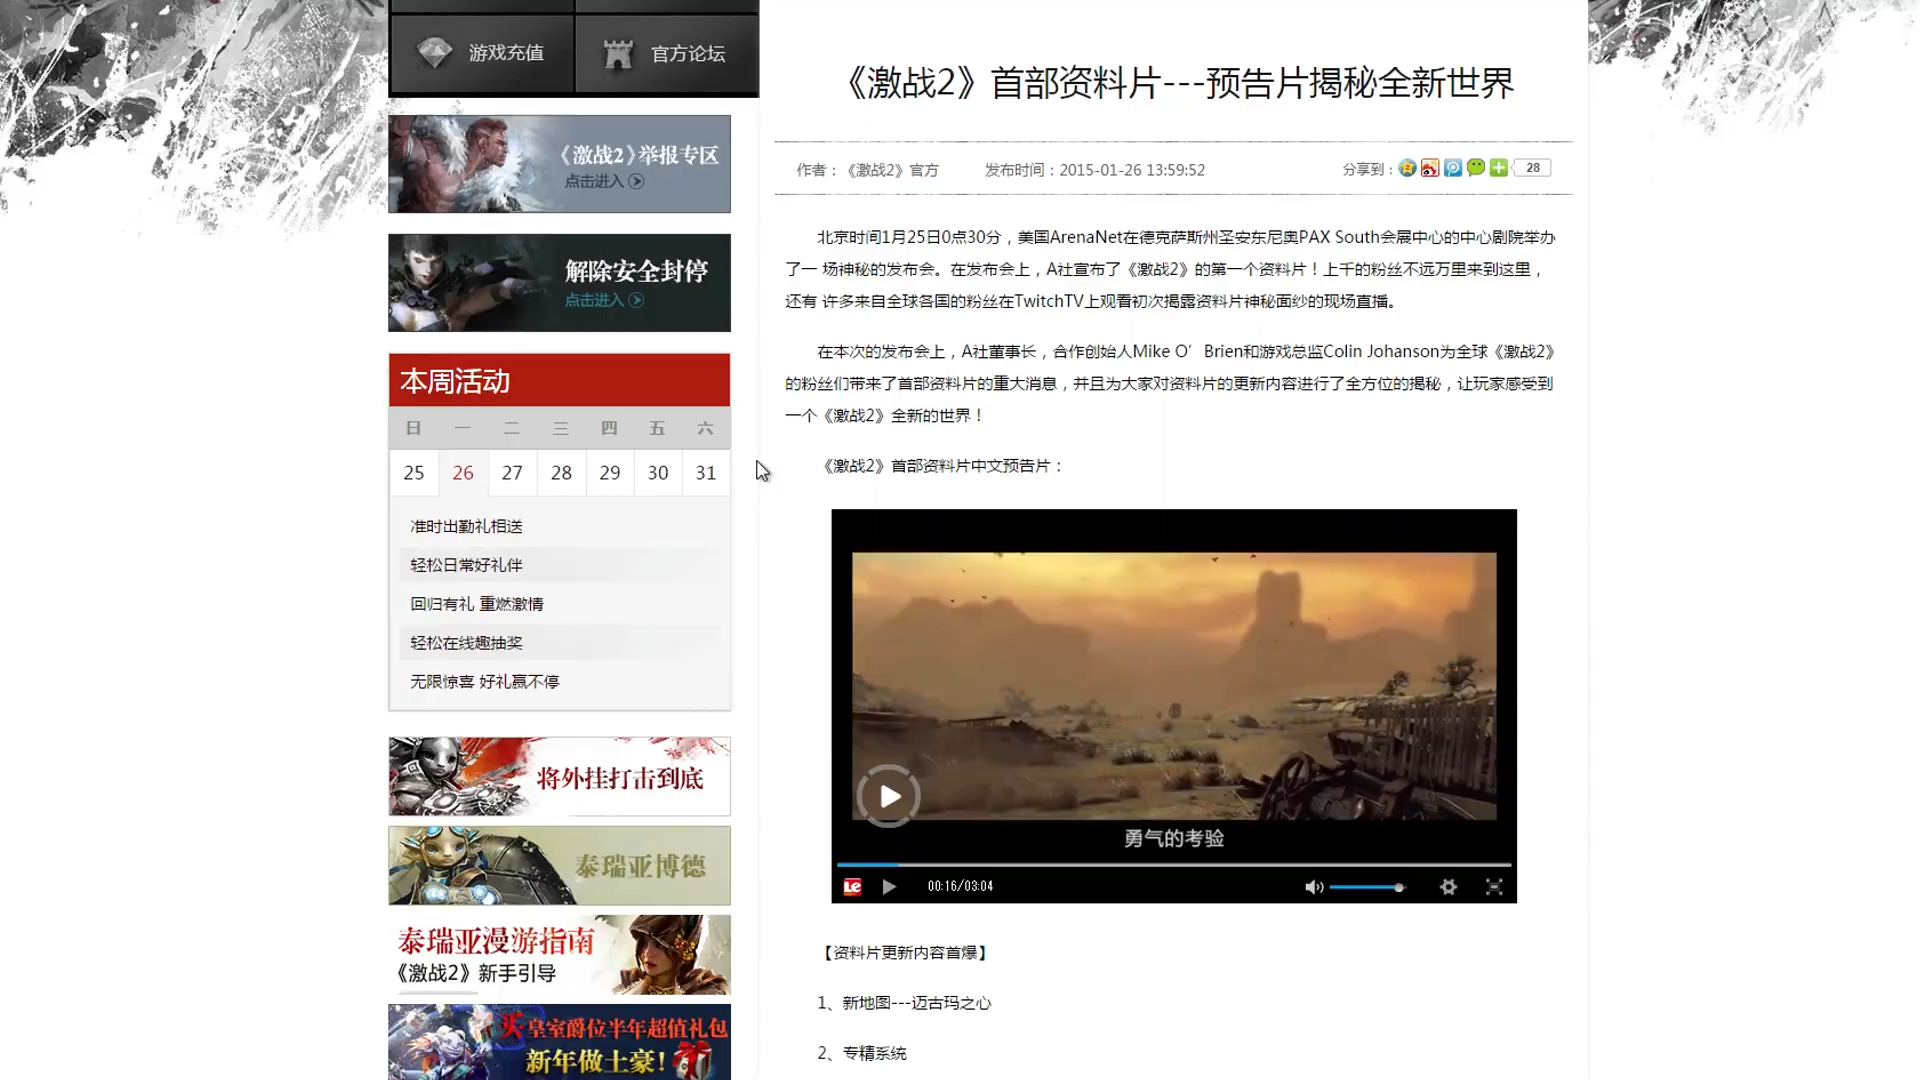 游戏充值
官方论坛
《激战2》举报专区
点击进入
解除安全封停
点击进入
本周活动
日 一 二 三 四 五 六
25 26 27 28 29 30 31
准时出勤礼相送
轻松日常好礼伴
回归有礼 重燃激情
轻松在线趣抽奖
无限惊喜 好礼赢不停
将外挂打击到底
泰瑞亚博德
泰瑞亚漫游指南
《激战2》新手引导
买皇室爵位半年超值礼包
新年做土豪!
《激战2》首部资料片---预告片揭秘全新世界
作者：《激战2》官方 发布时间：2015-01-26 13:59:52 分享到： 28
北京时间1月25日0点30分，美国ArenaNet在德克萨斯州圣安东尼奥PAX South会展中心的中心剧院举办
了一 场神秘的发布会。在发布会上，A社宣布了《激战2》的第一个资料片！上千的粉丝不远万里来到这里，
还有 许多来自全球各国的粉丝在TwitchTV上观看初次揭露资料片神秘面纱的现场直播。
在本次的发布会上，A社董事长，合作创始人Mike O’ Brien和游戏总监Colin Johanson为全球《激战2》
的粉丝们带来了首部资料片的重大消息，并且为大家对资料片的更新内容进行了全方位的揭秘，让玩家感受到
一个《激战2》全新的世界！
《激战2》首部资料片中文预告片：
勇气的考验
Le 00:16/03:04
【资料片更新内容首爆】
1、新地图---迈古玛之心
2、专精系统